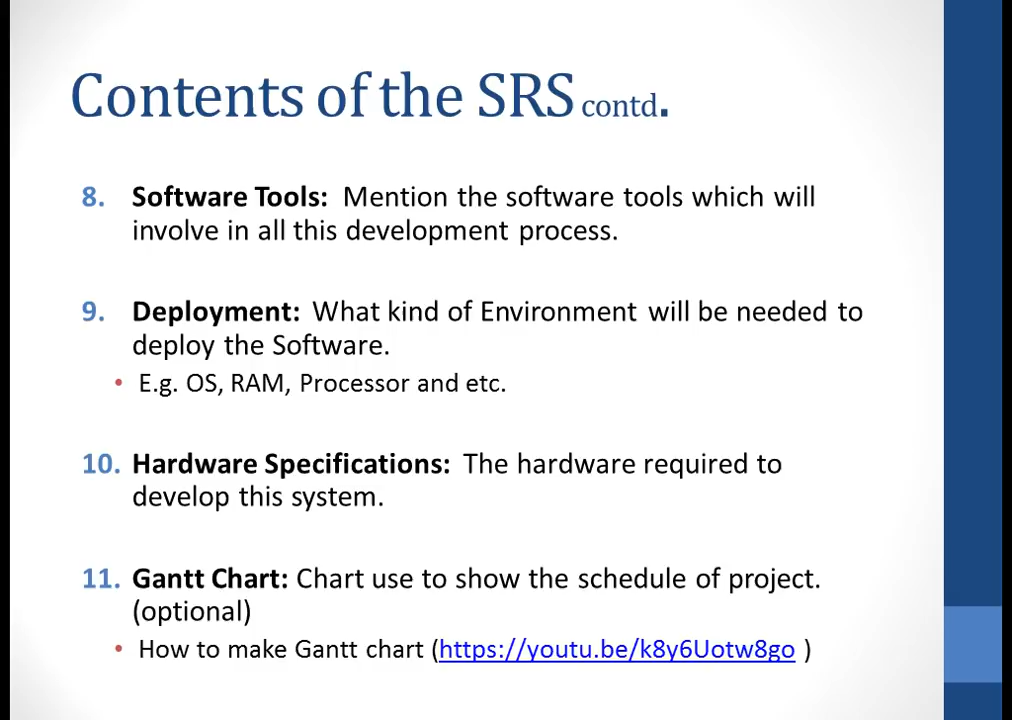 Contents of the SRS contd.
8. Software Tools: Mention the software tools which will
involve in all this development process.
9. Deployment: What kind of Environment will be needed to
deploy the Software.
• E.g. OS, RAM, Processor and etc.
10. Hardware Specifications: The hardware required to
develop this system.
11. Gantt Chart: Chart use to show the schedule of project.
(optional)
• How to make Gantt chart (https://youtu.be/k8y6Uotw8go )